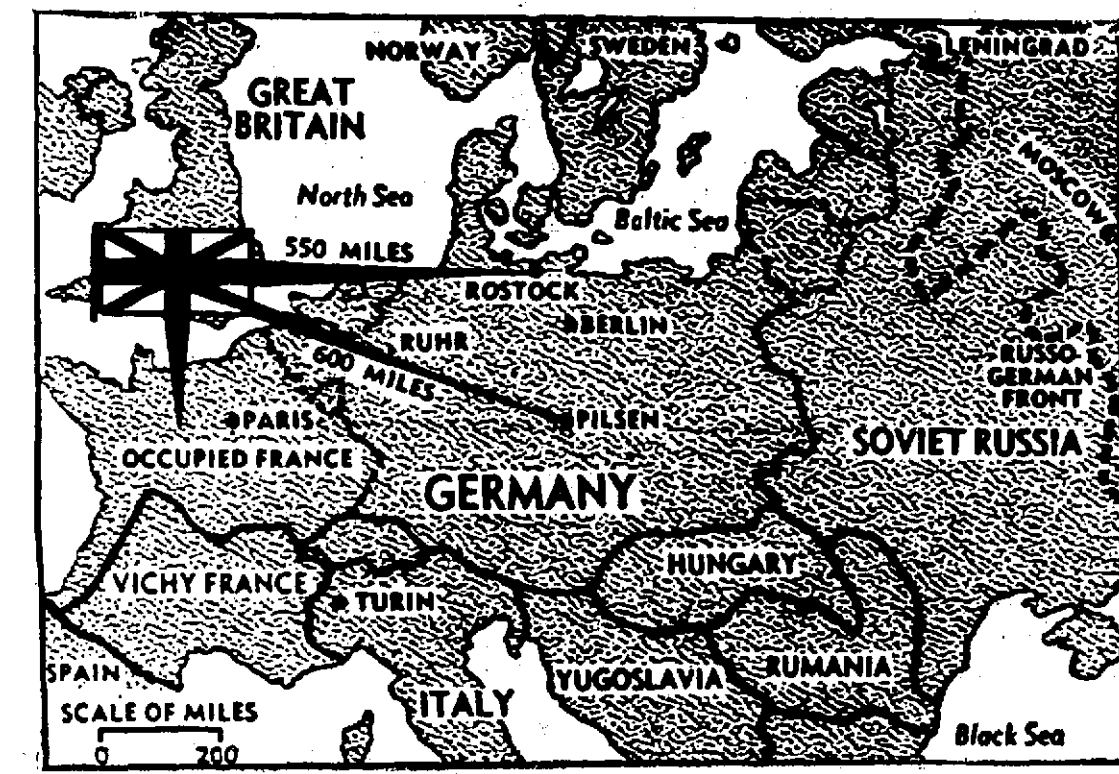 NORWAY
SWEDEN
LENINGRAD
GREAT
BRITAIN
MOSCOW
North Sea
Baltic Sea
550 MILES
ROSTOCK
BERLIN
RUHR
600 MILES
RUSSO-
GERMAN
FRONT
PARIS
PILSEN
OCCUPIED FRANCE
SOVIET RUSSIA
GERMANY
HUNGARY
VICHY FRANCE
TURIN
SPAIN
ITALY
YUGOSLAVIA
RUMANIA
SCALE OF MILES
0 200
Black Sea